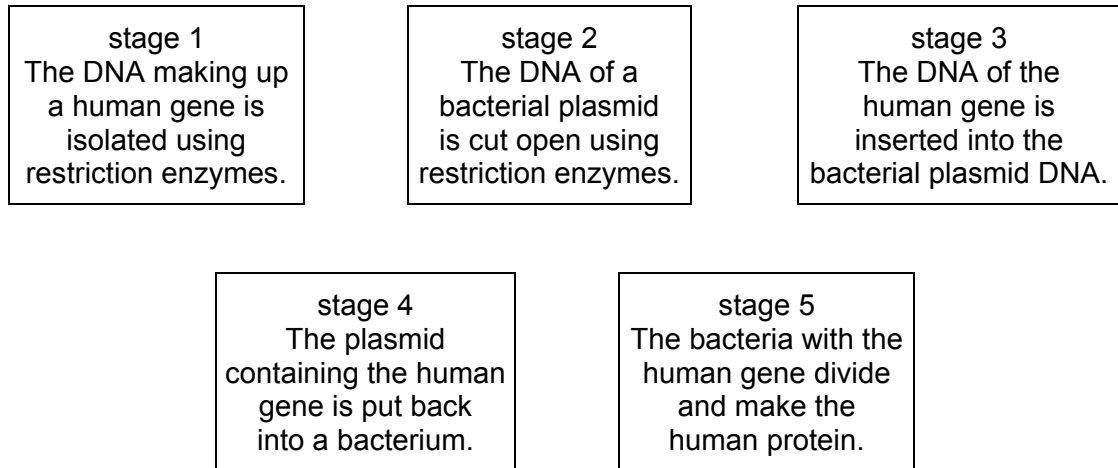 stage 1
The DNA making up
a human gene is
isolated using
restriction enzymes.
stage 2
The DNA of a
bacterial plasmid
is cut open using
restriction enzymes.
stage 3
The DNA of the
human gene is
inserted into the
bacterial plasmid DNA.
stage 4
The plasmid
containing the human
gene is put back
into a bacterium.
stage 5
The bacteria with the
human gene divide
and make the
human protein.